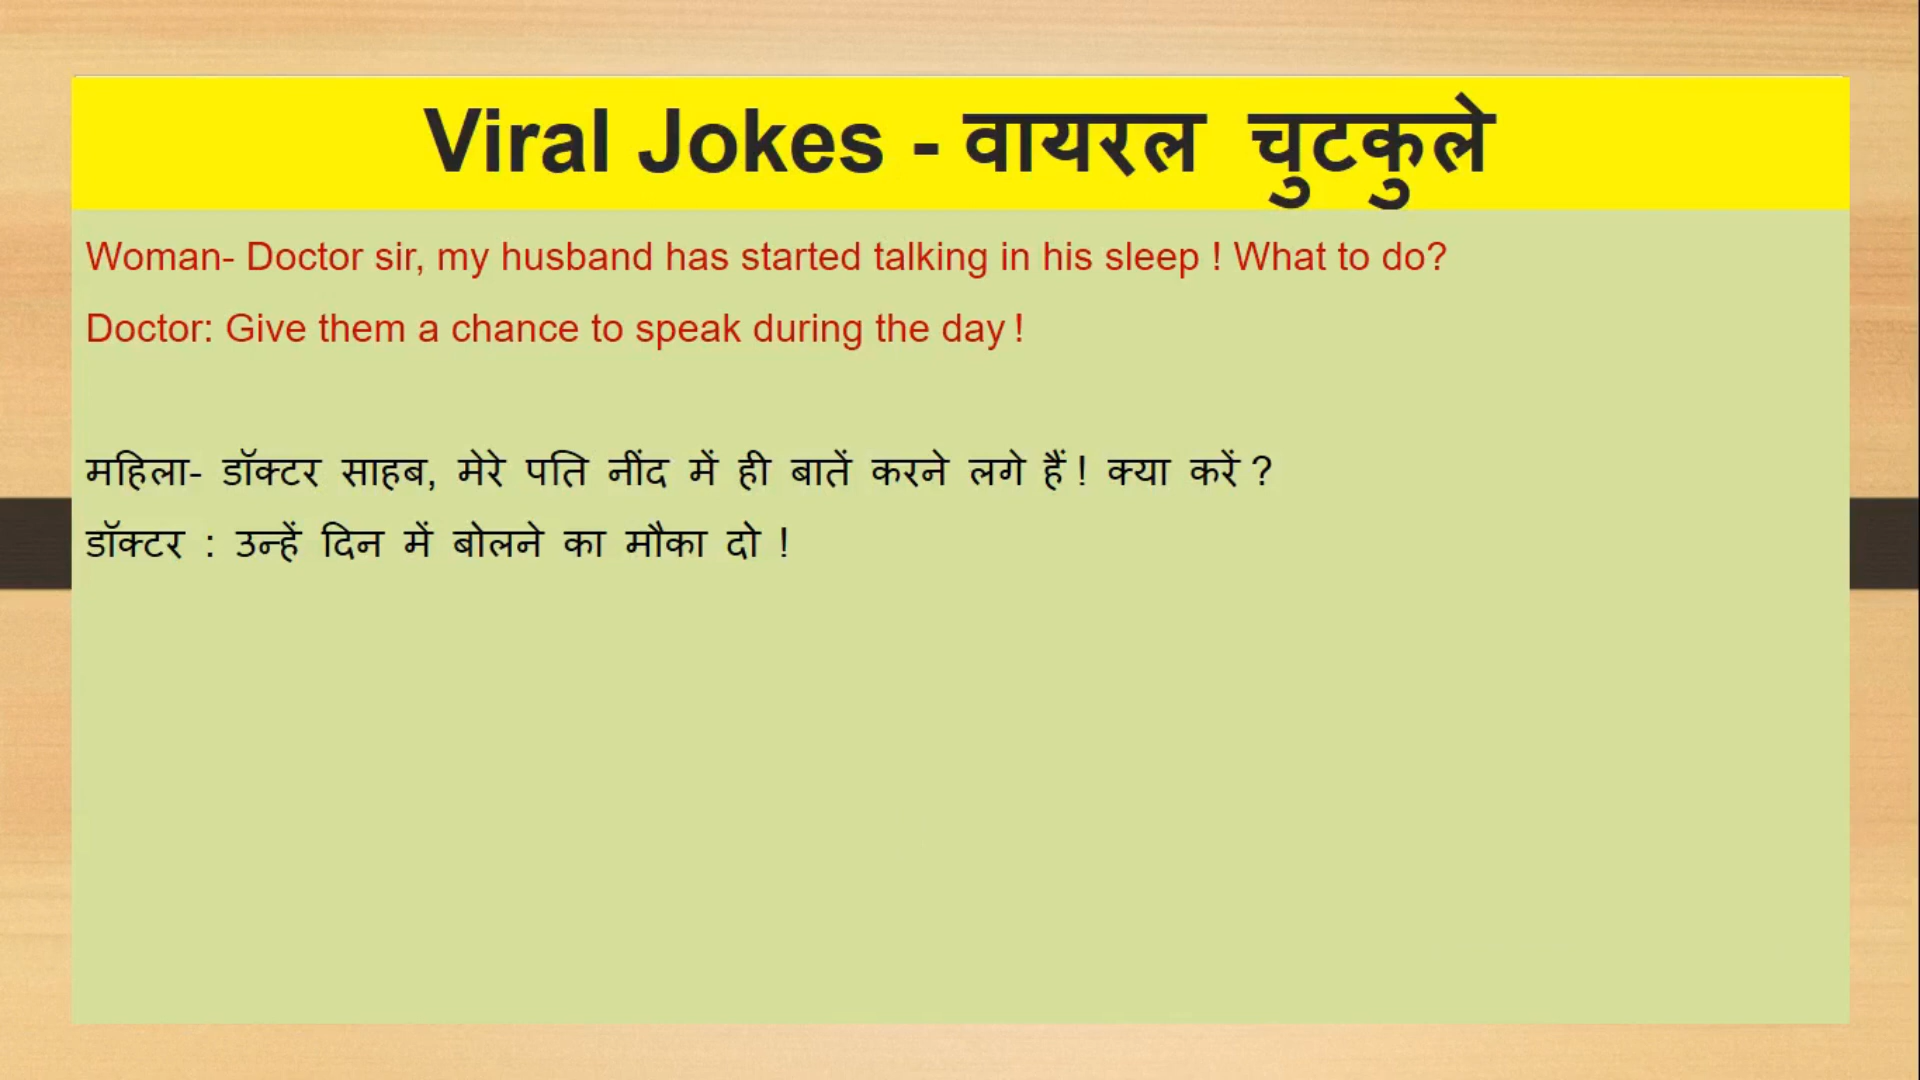 Viral Jokes - वायरल चुटकुले
Woman- Doctor sir, my husband has started talking in his sleep ! What to do?
Doctor: Give them a chance to speak during the day !
महिला- डॉक्टर साहब, मेरे पति नींद में ही बातें करने लगे हैं ! क्या करें ?
डॉक्टर : उन्हें दिन में बोलने का मौका दो !